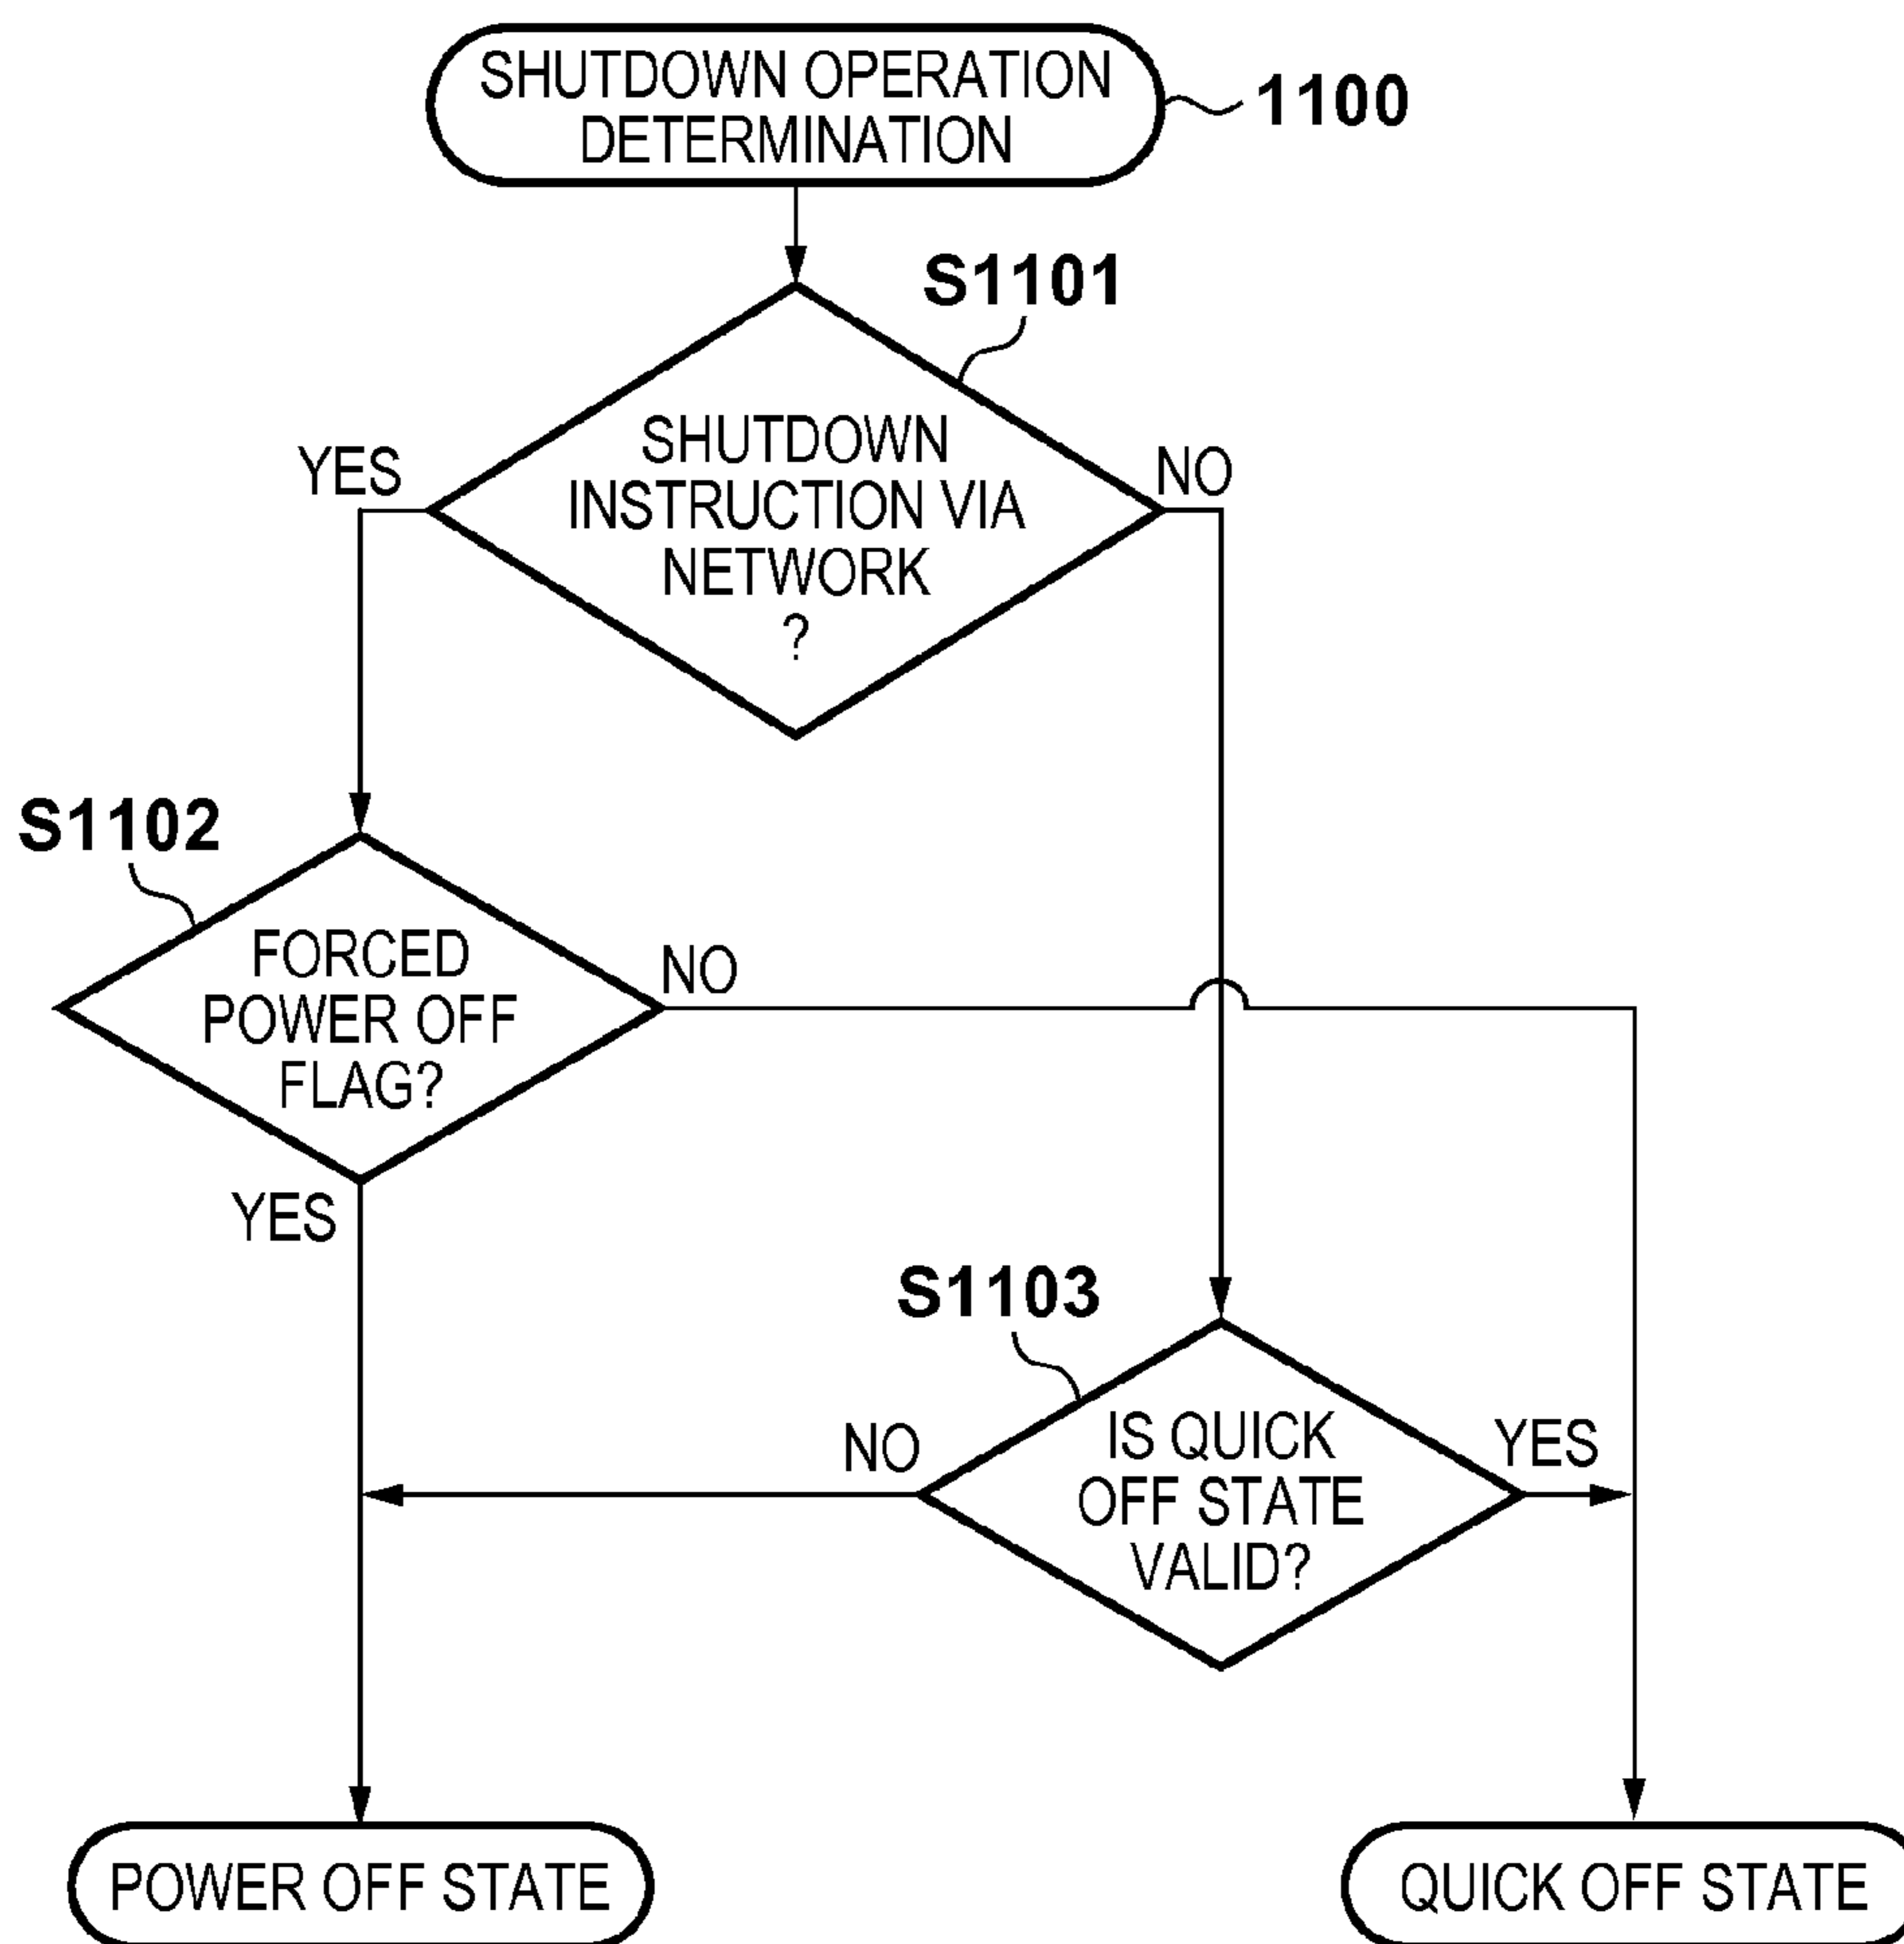 SHUTDOWN OPERATION
DETERMINATION
1100
S1101
SHUTDOWN
INSTRUCTION VIA
NETWORK
?
YES
NO
S1102
FORCED
POWER OFF
FLAG?
NO
YES
S1103
IS QUICK
OFF STATE
VALID?
NO
YES
POWER OFF STATE
QUICK OFF STATE